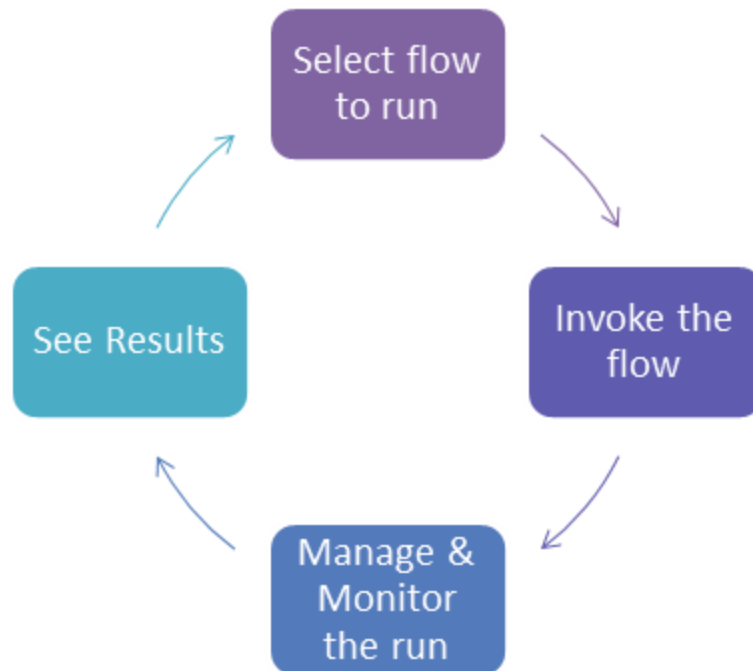 Select flow
to run
Invoke the
flow
Manage &
Monitor
the run
See Results